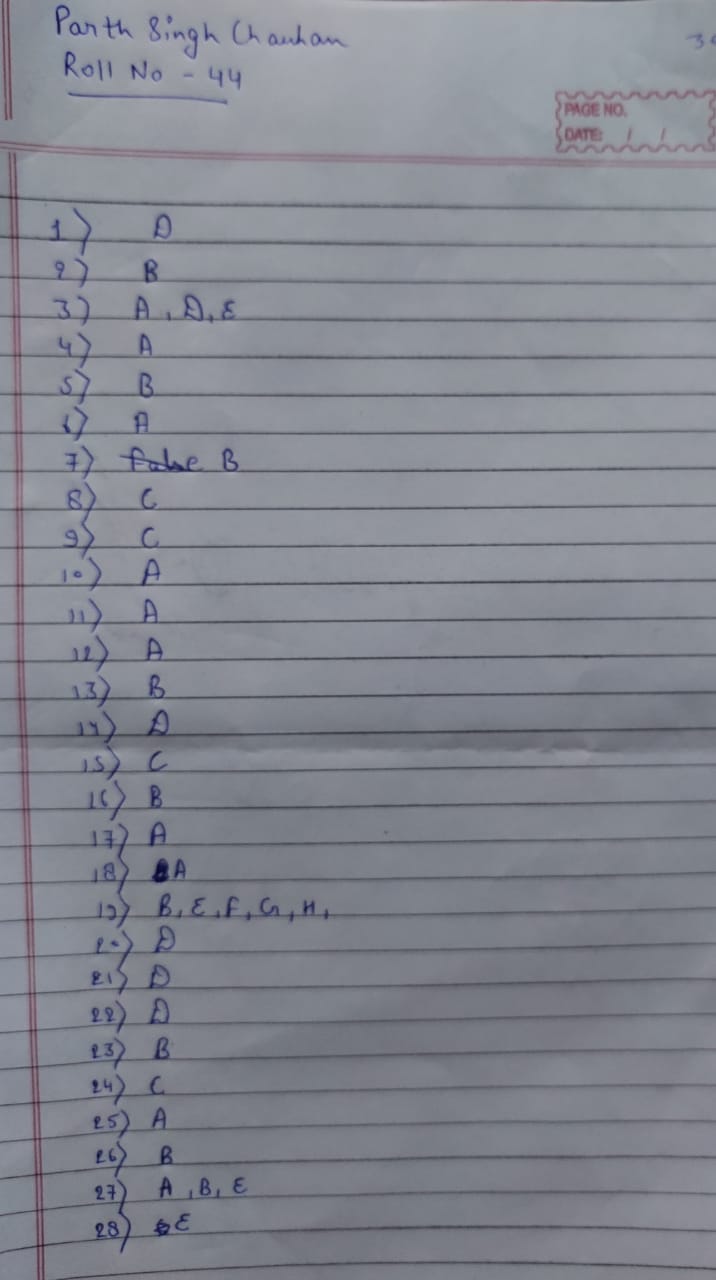 Parth Singh Chauhan
Roll No - 44
PAGE NO.
DATE: / /
1) D
2) B
3) A, D, E
4) A
5) B
6) A
7) B
8) C
9) C
10) A
11) A
12) A
13) B
14) D
15) C
16) B
17) A
18) A
19) B, E, F, G, H,
20) D
21) D
22) D
23) B
24) C
25) A
26) B
27) A, B, E
28) E